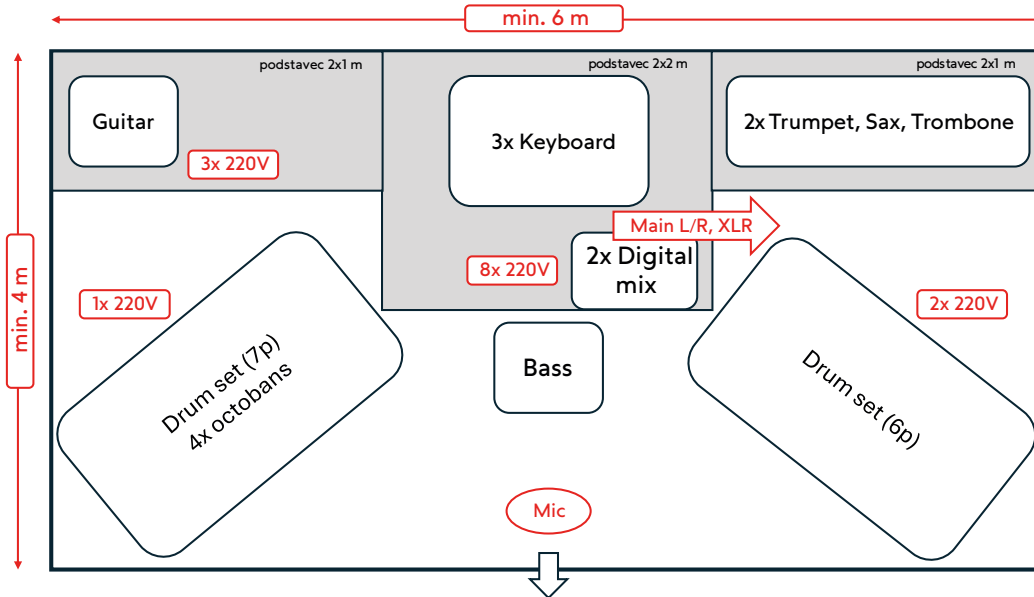 min. 6 m
podstavec 2x1 m
podstavec 2x2 m
podstavec 2x1 m
Guitar
3x Keyboard
2x Trumpet, Sax, Trombone
3x 220V
Main L/R, XLR
min. 4 m
8x 220V
2x Digital
mix
1x 220V
2x 220V
Drum set (7p)
4x octobans
Bass
Drum set (6p)
Mic